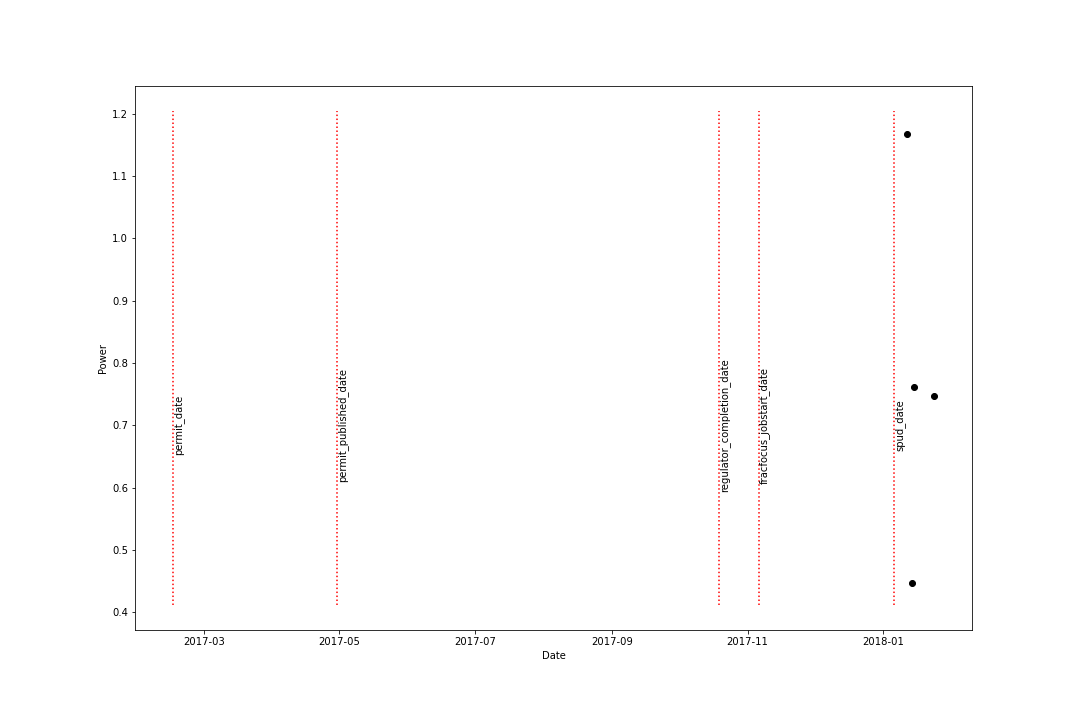 1.2
1.1
1.0
0.9
0.8
0.7
0.6
0.5
0.4
Power
permit_date
permit_published_date
regulator_completion_date
fracfocus_jobstart_date
spud_date
2017-03
2017-05
2017-07
2017-09
2017-11
2018-01
Date